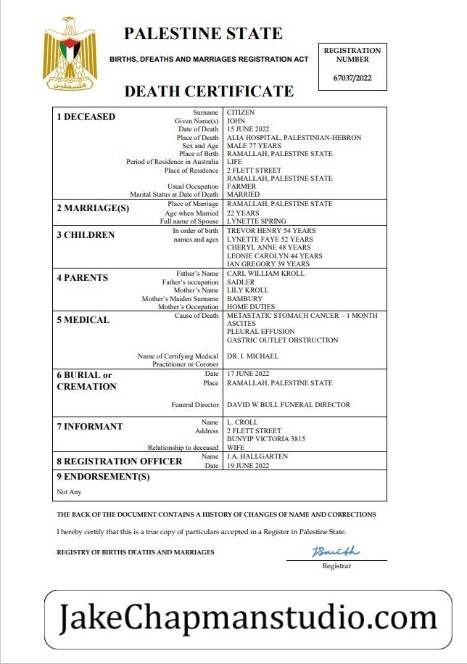 PALESTINE STATE
BIRTHS, DFEATHS AND MARRIAGES REGISTRATION ACT
REGISTRATION
NUMBER
67037/2022
DEATH CERTIFICATE
1 DECEASED
Surname CITIZEN
Given Name(s) JOHN
Date of Death 15 JUNE 2022
Place of Death ALIA HOSPITAL, PALESTINIAN-HEBRON
Sex and Age MALE 77 YEARS
Place of Birth RAMALLAH, PALESTINE STATE
Period of Residence in Australia LIFE
Place of Residence 2 FLETT STREET
RAMALLAH, PALESTINE STATE
Usual Occupation FARMER
Marital Status at Date of Death MARRIED
2 MARRIAGE(S)
Place of Marriage RAMALLAH, PALESTINE STATE
Age when Married 22 YEARS
Full name of Spouse LYNETTE SPRING
3 CHILDREN
In order of birth TREVOR HENRY 54 YEARS
names and ages LYNETTE FAYE 52 YEARS
CHERYL ANNE 48 YEARS
LEONIE CAROLYN 44 YEARS
IAN GREGORY 39 YEARS
4 PARENTS
Father's Name CARL WILLIAM KROLL
Father's occupation SADLER
Mother's Name LILY KROLL
Mother's Maiden Surname BAMBURY
Mother's Occupation HOME DUTIES
5 MEDICAL
Cause of Death METASTATIC STOMACH CANCER – 1 MONTH
ASCITES
PLEURAL EFFUSION
GASTRIC OUTLET OBSTRUCTION
Name of Certifying Medical DR. I. MICHAEL
Practitioner or Coroner
6 BURIAL or
CREMATION
Date 17 JUNE 2022
Place RAMALLAH, PALESTINE STATE
Funeral Director DAVID W BULL FUNERAL DIRECTOR
7 INFORMANT
Name L. CROLL
Address 2 FLETT STREET
BUNYIP VICTORIA 3815
Relationship to deceased WIFE
8 REGISTRATION OFFICER
Name J.A. HALLGARTEN
Date 19 JUNE 2022
9 ENDORSEMENT(S)
Not Any
THE BACK OF THE DOCUMENT CONTAINS A HISTORY OF CHANGES OF NAME AND CORRECTIONS
I hereby certify that this is a true copy of particulars accepted in a Register in Palestine State.
REGISTRY OF BIRTHS DEATHS AND MARRIAGES
JSmith
Registrar
JakeChapmanstudio.com